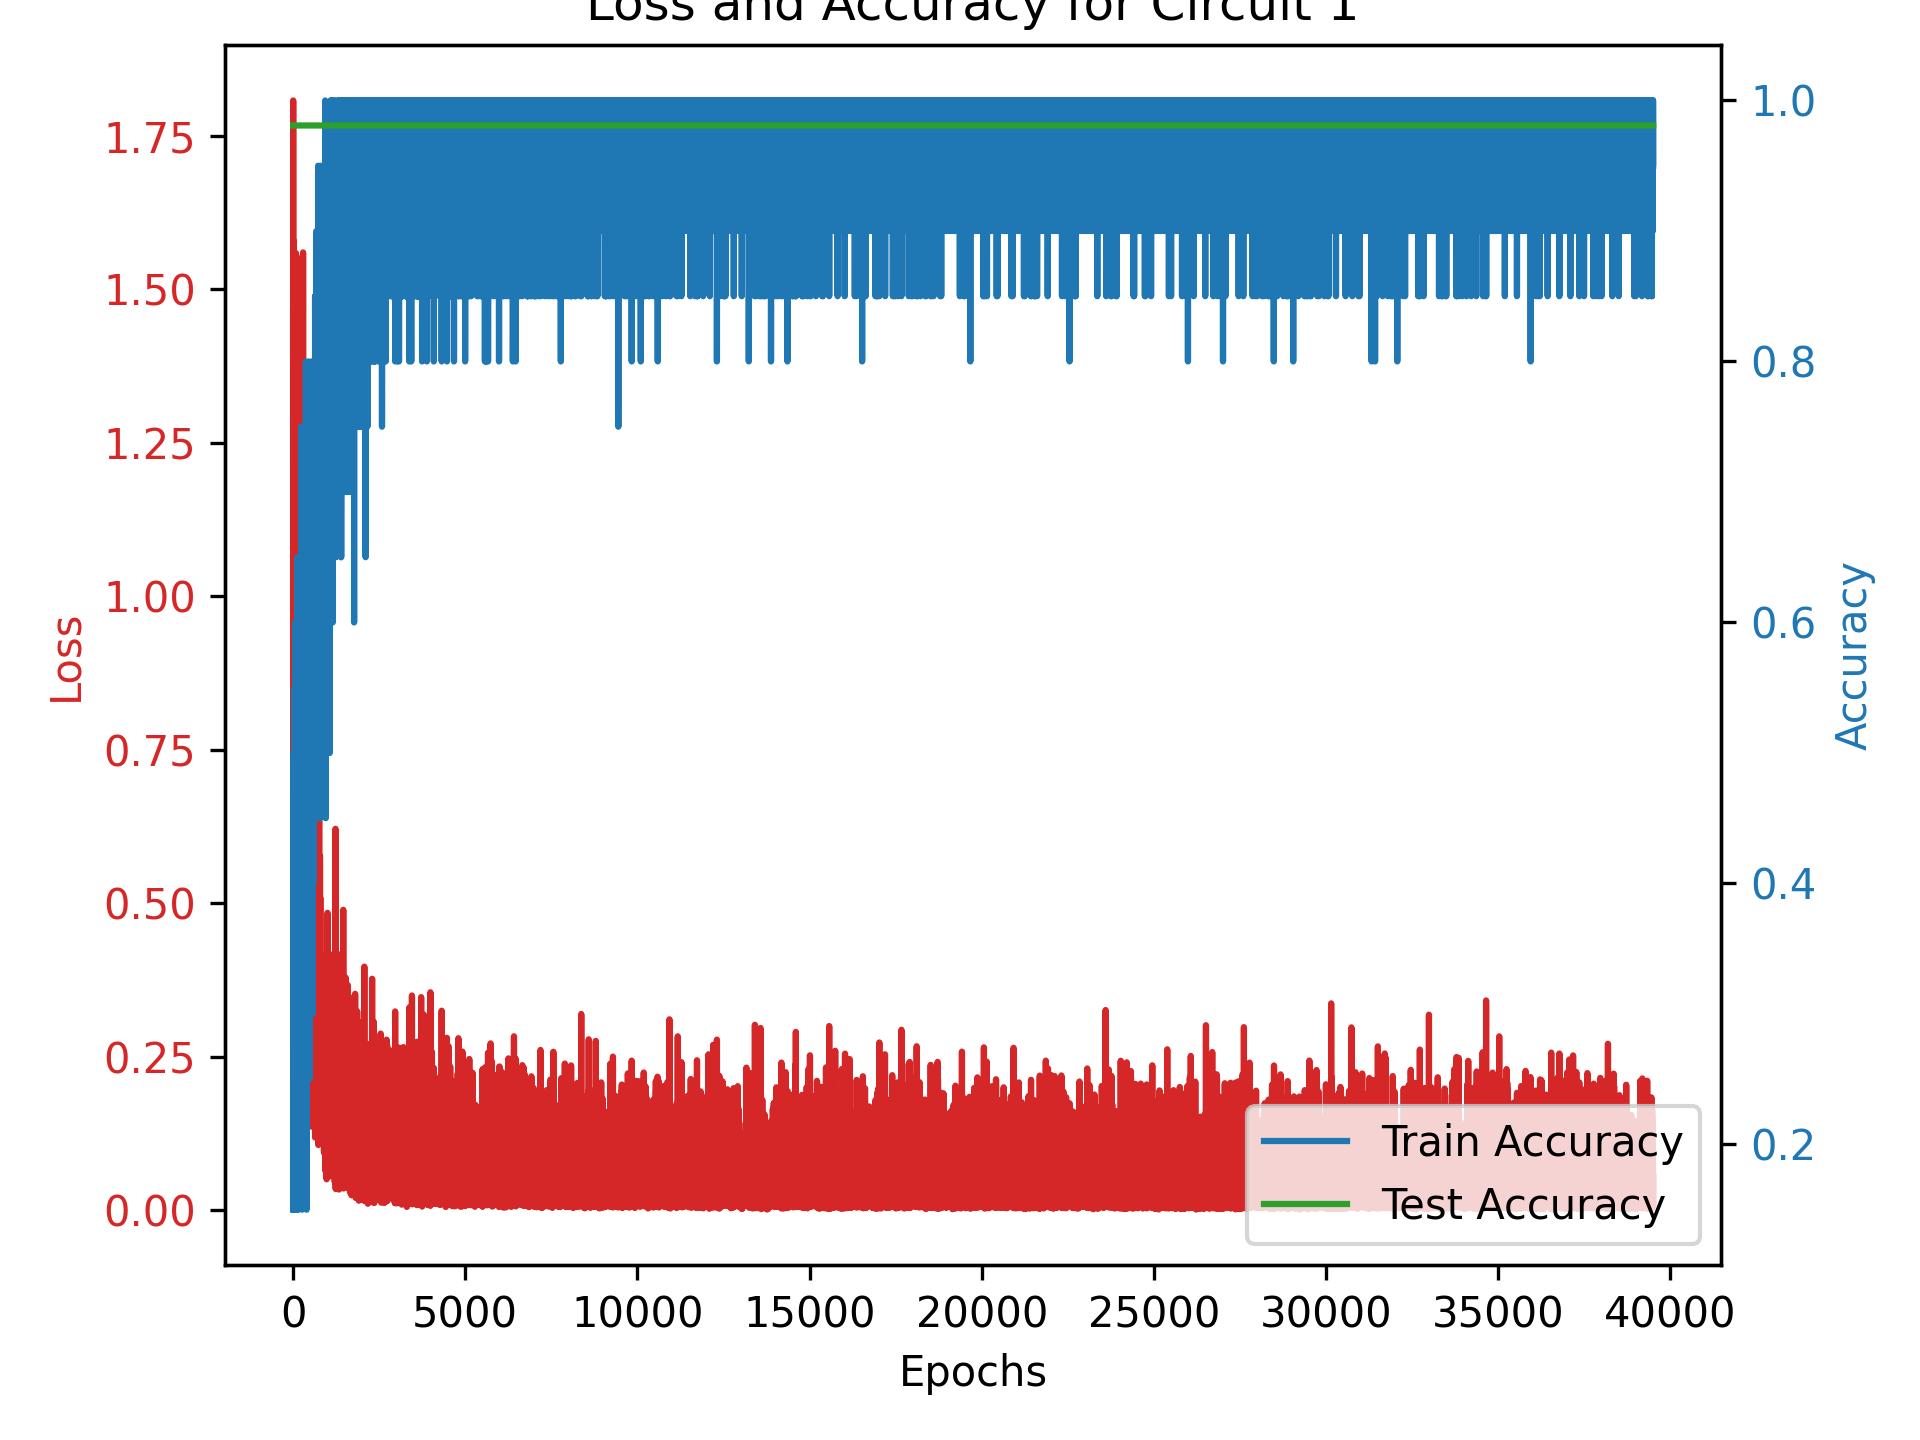 Loss and Accuracy for Circuit 1
1.75
1.50
1.25
1.00
0.75
0.50
0.25
0.00
Loss
1.0
0.8
0.6
0.4
0.2
Accuracy
Train Accuracy
Test Accuracy
0 5000 10000 15000 20000 25000 30000 35000 40000
Epochs